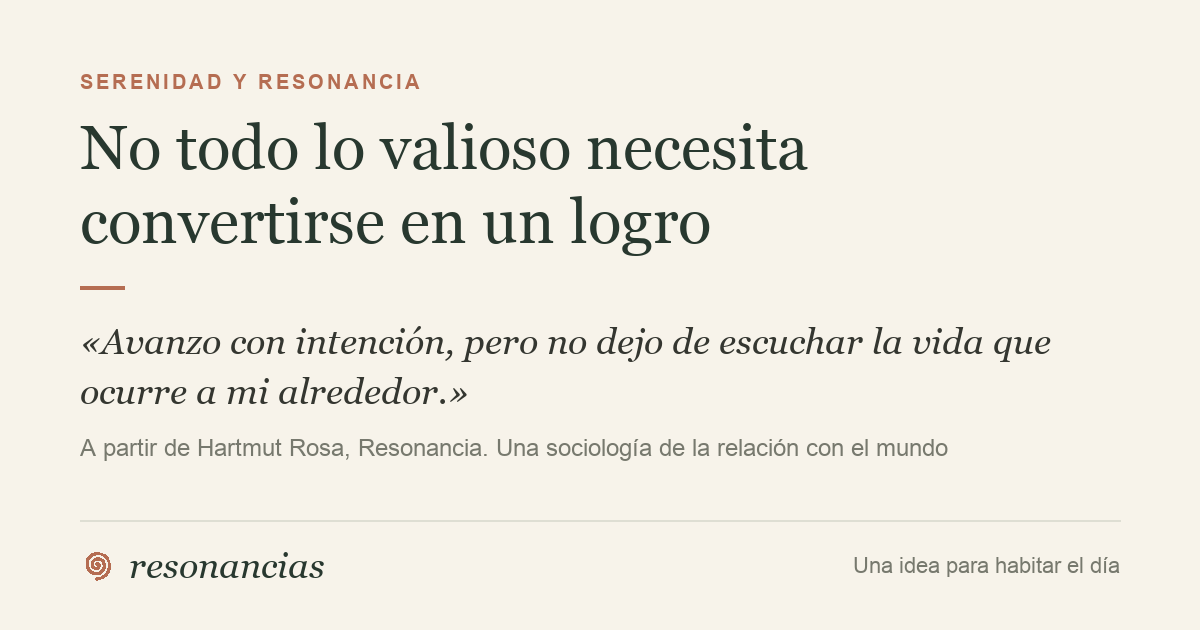 SERENIDAD Y RESONANCIA
No todo lo valioso necesita
convertirse en un logro
«Avanzo con intención, pero no dejo de escuchar la vida que
ocurre a mi alrededor.»
A partir de Hartmut Rosa, Resonancia. Una sociología de la relación con el mundo
resonancias
Una idea para habitar el día